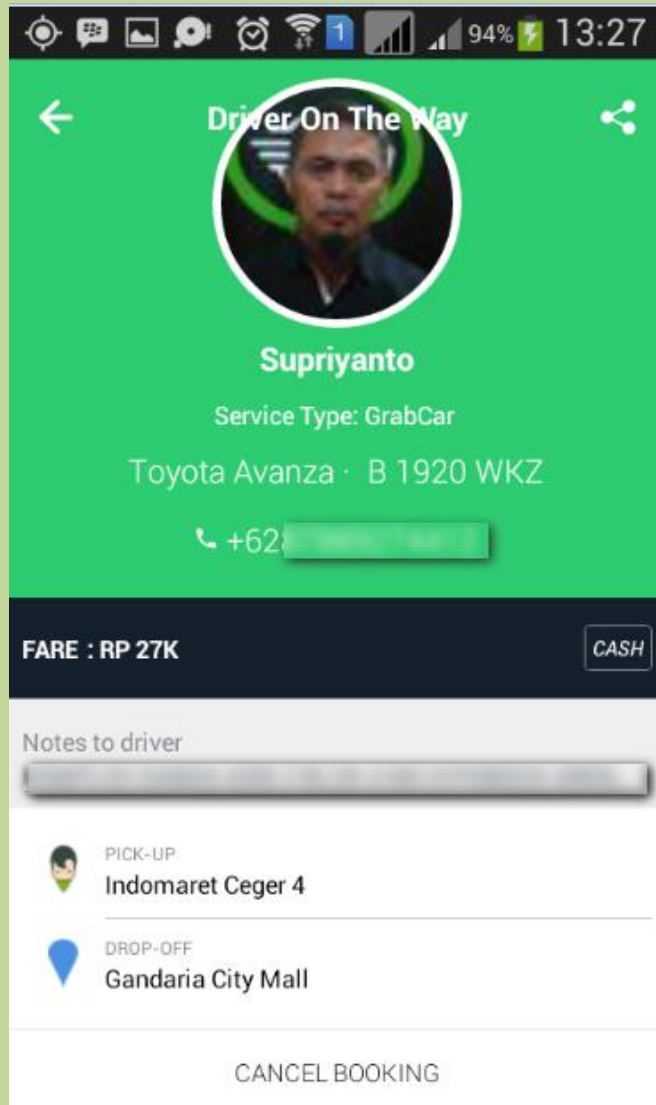 1
94%
13:27
Driver On The Way
Supriyanto
Service Type: GrabCar
Toyota Avanza · B 1920 WKZ
+62
FARE : RP 27K
CASH
Notes to driver
PICK-UP
Indomaret Ceger 4
DROP-OFF
Gandaria City Mall
CANCEL BOOKING